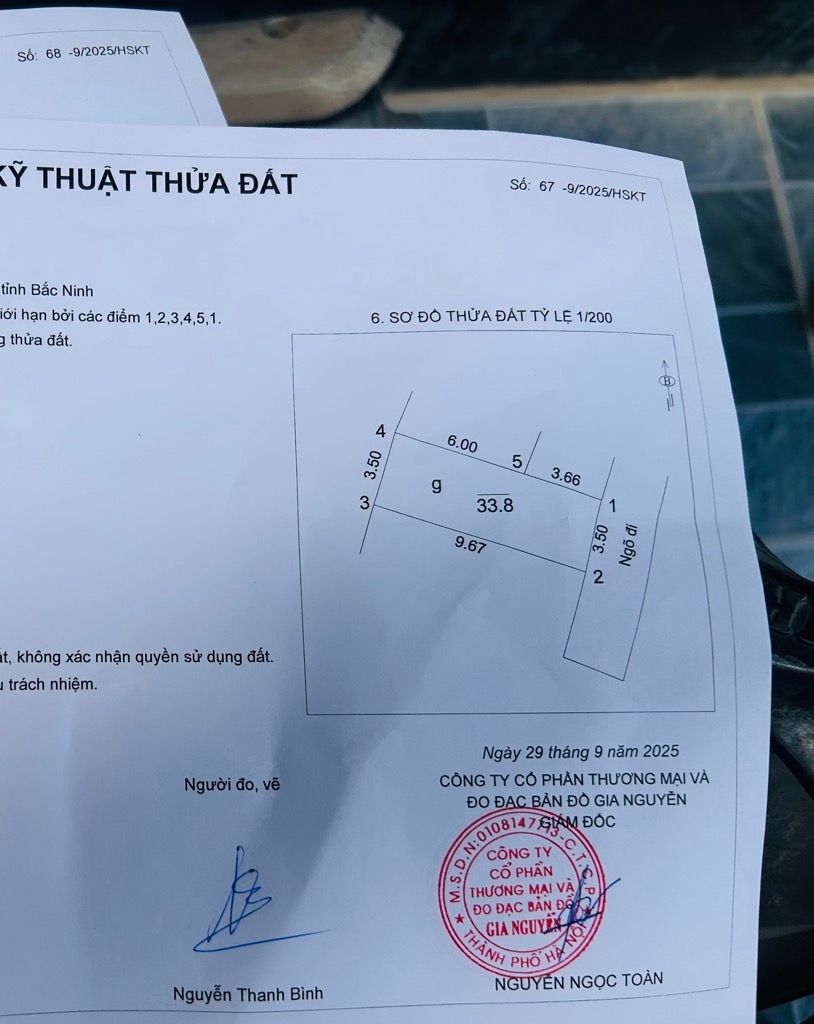 Số: 68 -9/2025/HSKT
KỸ THUẬT THỬA ĐẤT
Số: 67 -9/2025/HSKT
tỉnh Bắc Ninh
iới hạn bởi các điểm 1,2,3,4,5,1.
g thửa đất.
6. SƠ ĐỒ THỬA ĐẤT TỶ LỆ 1/200
B
4
6.00
5
3.66
3.50
g
33.8
1
3
9.67
3.50
Ngõ đi
2
ất, không xác nhận quyền sử dụng đất.
u trách nhiệm.
Ngày 29 tháng 9 năm 2025
Người đo, vẽ
CÔNG TY CỔ PHẦN THƯƠNG MẠI VÀ
ĐO ĐẠC BẢN ĐỒ GIA NGUYỄN
GIÁM ĐỐC
CÔNG TY
CỔ PHẦN
THƯƠNG MẠI VÀ
ĐO ĐẠC BẢN ĐỒ
GIA NGUYỄN
THÀNH PHỐ HÀ NỘI
Nguyễn Thanh Bình
NGUYỄN NGỌC TOÀN